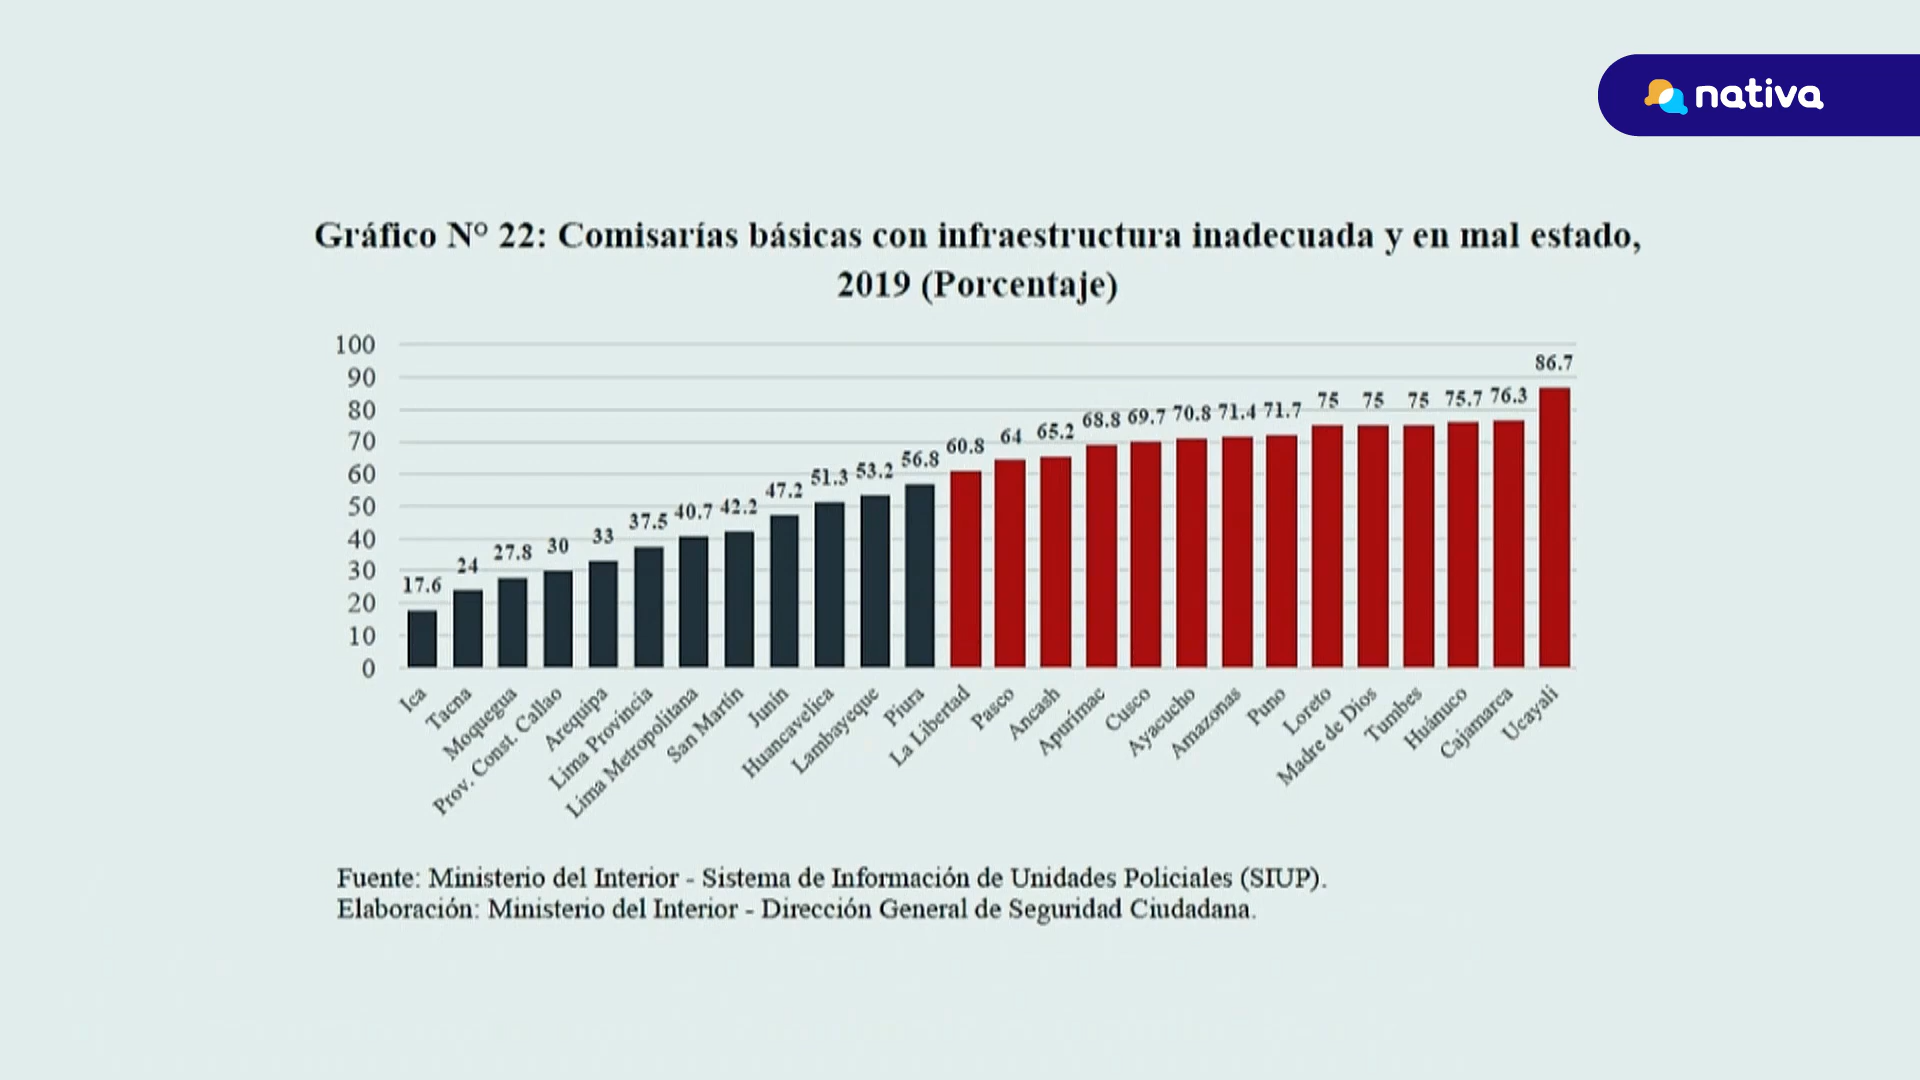 nativa
Gráfico N° 22: Comisarías básicas con infraestructura inadecuada y en mal estado,
2019 (Porcentaje)
100
90
80
70
60
50
40
30
20
10
0
17.6
24
27.8
30
33
37.5
40.7
42.2
47.2
51.3
53.2
56.8
60.8
64
65.2
68.8
69.7
70.8
71.4
71.7
75
75
75
75.7
76.3
86.7
Ica
Tacna
Moquegua
Prov. Const. Callao
Arequipa
Lima Provincia
Lima Metropolitana
San Martín
Junín
Huancavelica
Lambayeque
Piura
La Libertad
Pasco
Ancash
Apurímac
Cusco
Ayacucho
Amazonas
Puno
Loreto
Madre de Dios
Tumbes
Huánuco
Cajamarca
Ucayali
Fuente: Ministerio del Interior - Sistema de Información de Unidades Policiales (SIUP).
Elaboración: Ministerio del Interior - Dirección General de Seguridad Ciudadana.